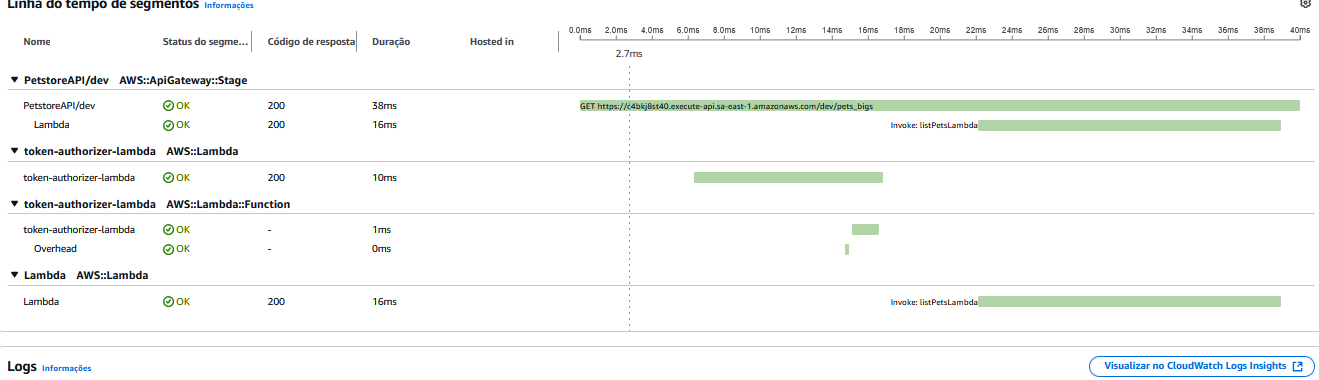 Linha do tempo de segmentos Informações
Nome Status do segme... Código de resposta Duração Hosted in 0.0ms 2.0ms 4.0ms 6.0ms 8.0ms 10ms 12ms 14ms 16ms 18ms 20ms 22ms 24ms 26ms 28ms 30ms 32ms 34ms 36ms 38ms 40ms
2.7ms
PetstoreAPI/dev AWS::ApiGateway::Stage
PetstoreAPI/dev OK 200 38ms GET https://c4bkj8st40.execute-api.sa-east-1.amazonaws.com/dev/pets_bigs
Lambda OK 200 16ms Invoke: listPetsLambda
token-authorizer-lambda AWS::Lambda
token-authorizer-lambda OK 200 10ms
token-authorizer-lambda AWS::Lambda::Function
token-authorizer-lambda OK - 1ms
Overhead OK - 0ms
Lambda AWS::Lambda
Lambda OK 200 16ms Invoke: listPetsLambda
Logs Informações Visualizar no CloudWatch Logs Insights